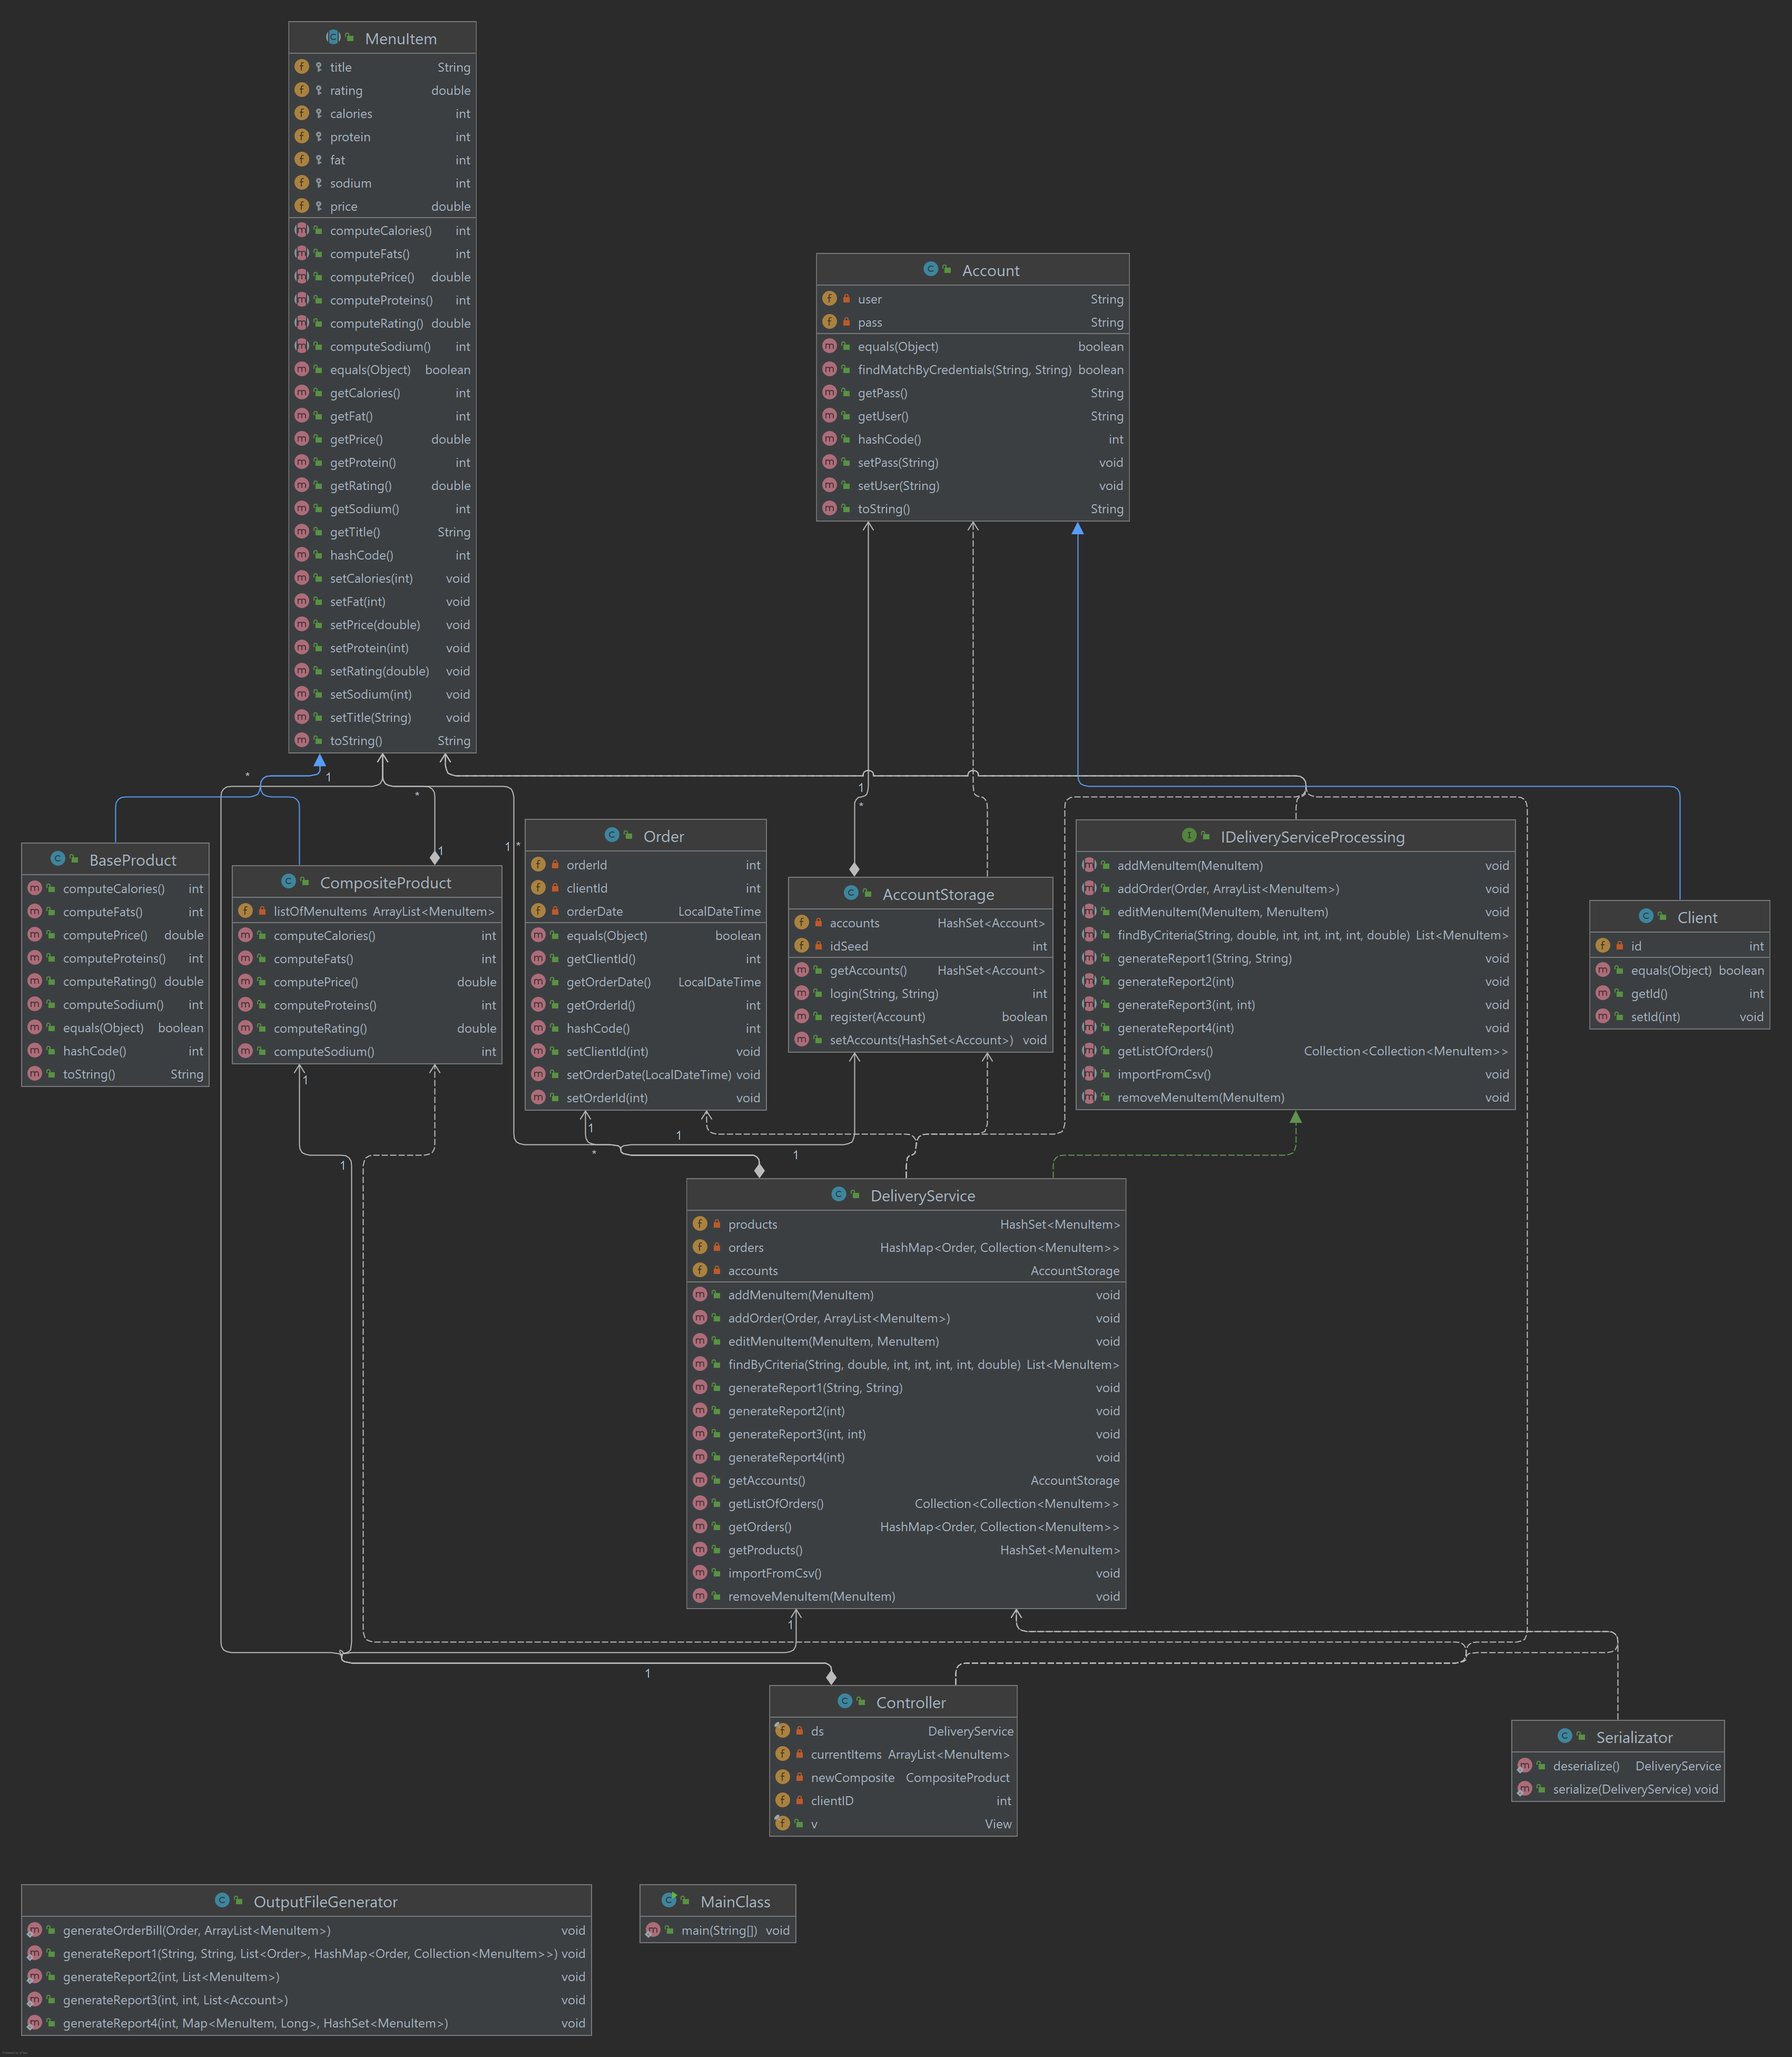 MenuItem
title String
rating double
calories int
protein int
fat int
sodium int
price double
computeCalories() int
computeFats() int
computePrice() double
computeProteins() int
computeRating() double
computeSodium() int
equals(Object) boolean
getCalories() int
getFat() int
getPrice() double
getProtein() int
getRating() double
getSodium() int
getTitle() String
hashCode() int
setCalories(int) void
setFat(int) void
setPrice(double) void
setProtein(int) void
setRating(double) void
setSodium(int) void
setTitle(String) void
toString() String
Account
user String
pass String
equals(Object) boolean
findMatchByCredentials(String, String) boolean
getPass() String
getUser() String
hashCode() int
setPass(String) void
setUser(String) void
toString() String
* 1
*
1
1 *
1
*
BaseProduct
computeCalories() int
computeFats() int
computePrice() double
computeProteins() int
computeRating() double
computeSodium() int
equals(Object) boolean
hashCode() int
toString() String
CompositeProduct
listOfMenuItems ArrayList<MenuItem>
computeCalories() int
computeFats() int
computePrice() double
computeProteins() int
computeRating() double
computeSodium() int
Order
orderId int
clientId int
orderDate LocalDateTime
equals(Object) boolean
getClientId() int
getOrderDate() LocalDateTime
getOrderId() int
hashCode() int
setClientId(int) void
setOrderDate(LocalDateTime) void
setOrderId(int) void
AccountStorage
accounts HashSet<Account>
idSeed int
getAccounts() HashSet<Account>
login(String, String) int
register(Account) boolean
setAccounts(HashSet<Account>) void
IDeliveryServiceProcessing
addMenuItem(MenuItem) void
addOrder(Order, ArrayList<MenuItem>) void
editMenuItem(MenuItem, MenuItem) void
findByCriteria(String, double, int, int, int, int, double) List<MenuItem>
generateReport1(String, String) void
generateReport2(int) void
generateReport3(int, int) void
generateReport4(int) void
getListOfOrders() Collection<Collection<MenuItem>>
importFromCsv() void
removeMenuItem(MenuItem) void
Client
id int
equals(Object) boolean
getId() int
setId(int) void
1
1
1
1
*
1
DeliveryService
products HashSet<MenuItem>
orders HashMap<Order, Collection<MenuItem>>
accounts AccountStorage
addMenuItem(MenuItem) void
addOrder(Order, ArrayList<MenuItem>) void
editMenuItem(MenuItem, MenuItem) void
findByCriteria(String, double, int, int, int, int, double) List<MenuItem>
generateReport1(String, String) void
generateReport2(int) void
generateReport3(int, int) void
generateReport4(int) void
getAccounts() AccountStorage
getListOfOrders() Collection<Collection<MenuItem>>
getOrders() HashMap<Order, Collection<MenuItem>>
getProducts() HashSet<MenuItem>
importFromCsv() void
removeMenuItem(MenuItem) void
1
1
Controller
ds DeliveryService
currentItems ArrayList<MenuItem>
newComposite CompositeProduct
clientID int
v View
Serializator
deserialize() DeliveryService
serialize(DeliveryService) void
OutputFileGenerator
generateOrderBill(Order, ArrayList<MenuItem>) void
generateReport1(String, String, List<Order>, HashMap<Order, Collection<MenuItem>>) void
generateReport2(int, List<MenuItem>) void
generateReport3(int, int, List<Account>) void
generateReport4(int, Map<MenuItem, Long>, HashSet<MenuItem>) void
MainClass
main(String[]) void